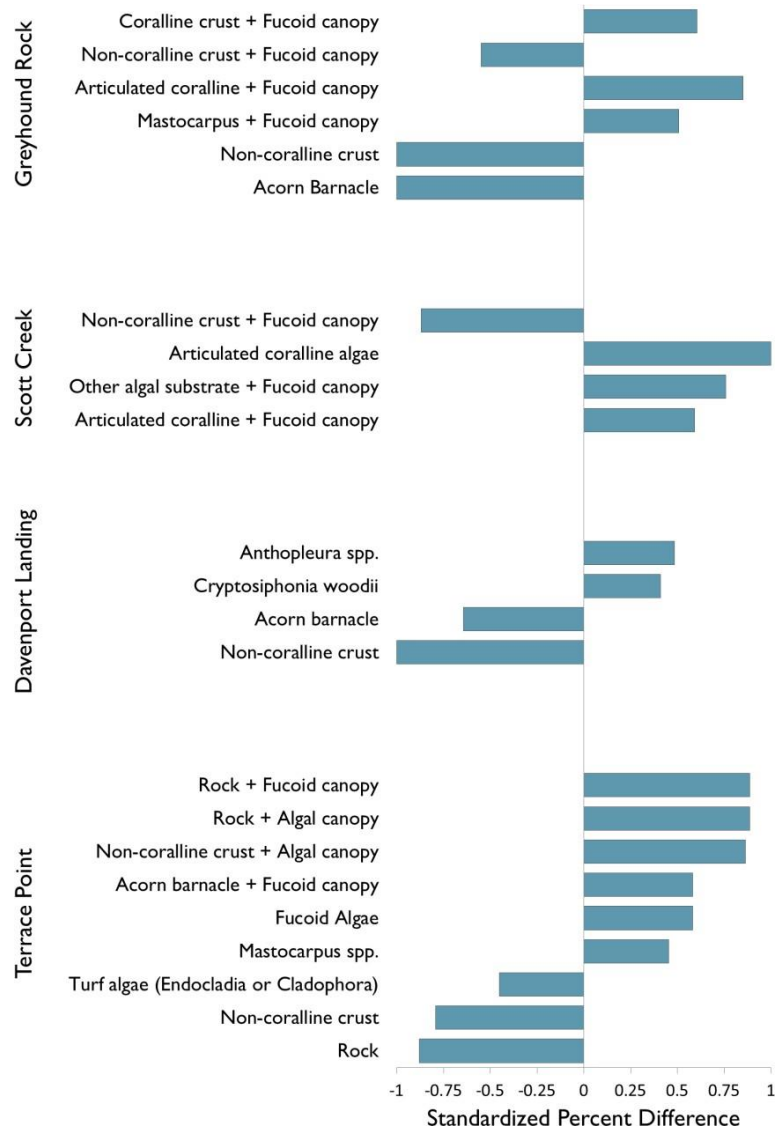 Greyhound Rock
Coralline crust + Fucoid canopy
Non-coralline crust + Fucoid canopy
Articulated coralline + Fucoid canopy
Mastocarpus + Fucoid canopy
Non-coralline crust
Acorn Barnacle
Scott Creek
Non-coralline crust + Fucoid canopy
Articulated coralline algae
Other algal substrate + Fucoid canopy
Articulated coralline + Fucoid canopy
Davenport Landing
Anthopleura spp.
Cryptosiphonia woodii
Acorn barnacle
Non-coralline crust
Terrace Point
Rock + Fucoid canopy
Rock + Algal canopy
Non-coralline crust + Algal canopy
Acorn barnacle + Fucoid canopy
Fucoid Algae
Mastocarpus spp.
Turf algae (Endocladia or Cladophora)
Non-coralline crust
Rock
-1 -0.75 -0.5 -0.25 0 0.25 0.5 0.75 1
Standardized Percent Difference